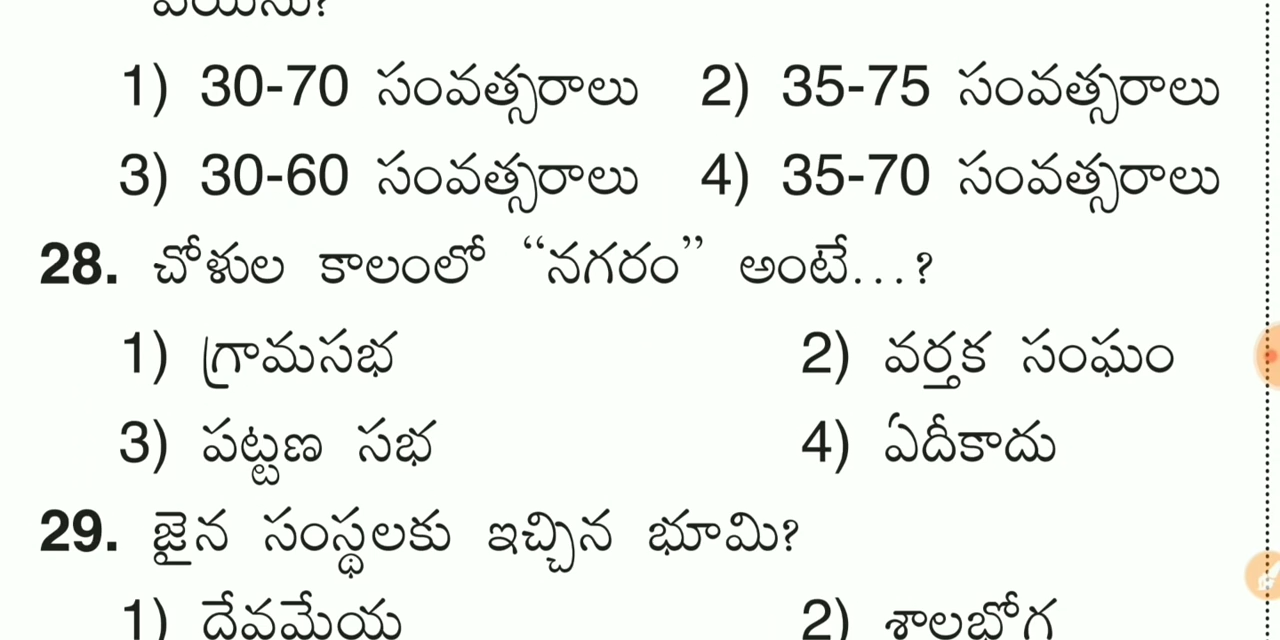 1) 30-70 సంవత్సరాలు 2) 35-75 సంవత్సరాలు
3) 30-60 సంవత్సరాలు 4) 35-70 సంవత్సరాలు
28. చోళుల కాలంలో “నగరం” అంటే...?
1) గ్రామసభ 2) వర్తక సంఘం
3) పట్టణ సభ 4) ఏదీకాదు
29. జైన సంస్థలకు ఇచ్చిన భూమి?
1) దేవమేయ 2) శాలభోగ